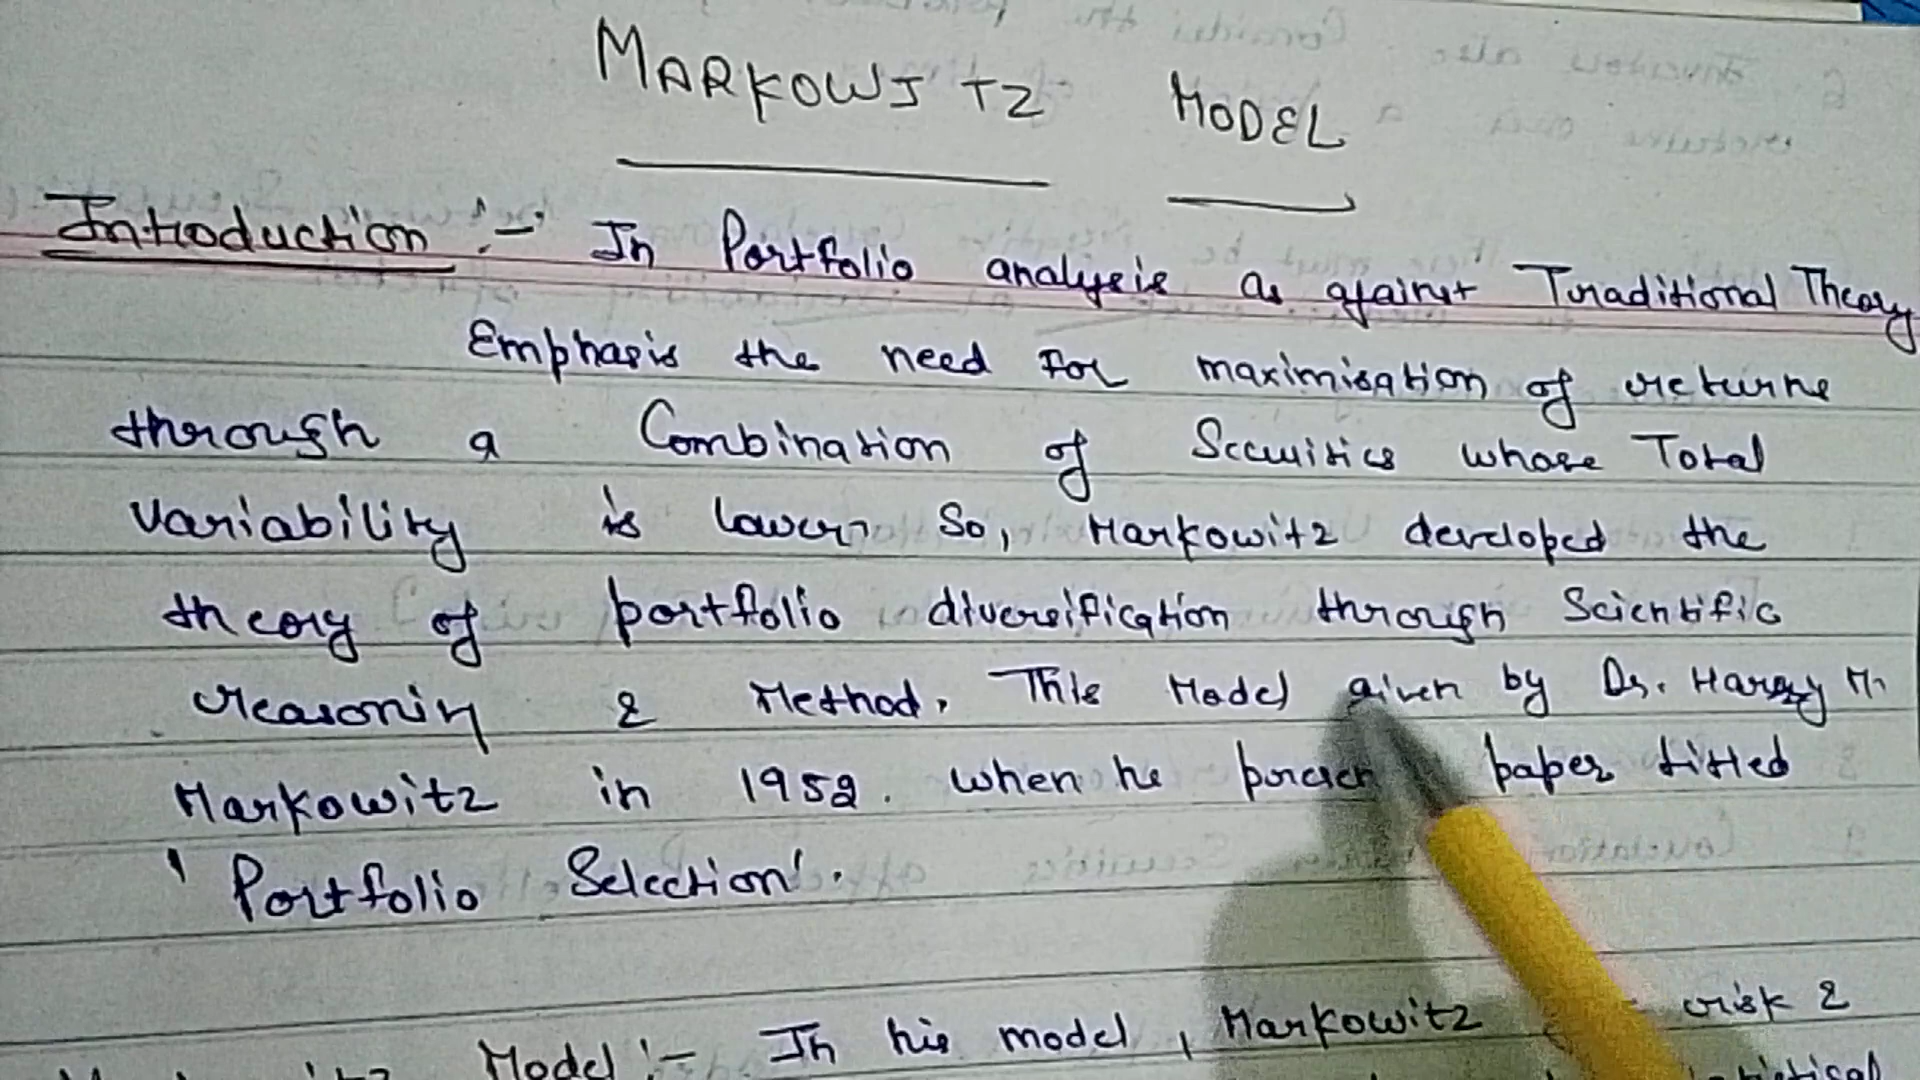 MARKOWITZ MODEL
Introduction :- In Portfolio analysis as against Traditional Theory
Emphasis the need For maximisation of returns
through a Combination of Securities whose Total
variability is lower. So, Markowitz developed the
theory of portfolio diversification through Scientific
reasoning & Method. This Model given by Dr. Harry M.
Markowitz in 1952. When he paper titled
'Portfolio Selection'.
Model :- In his model, Markowitz risk &